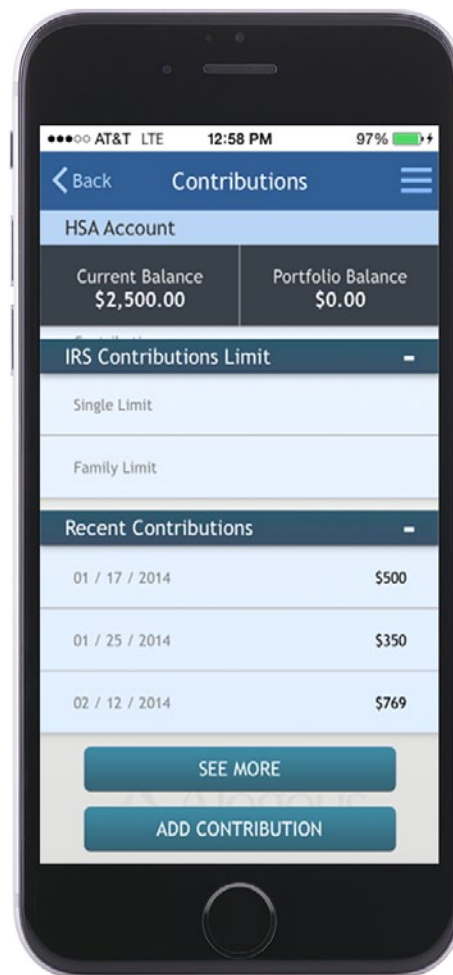 AT&T LTE 12:58 PM 97%
Back Contributions
HSA Account
Current Balance Portfolio Balance
$2,500.00 $0.00
IRS Contributions Limit -
Single Limit
Family Limit
Recent Contributions -
01 / 17 / 2014 $500
01 / 25 / 2014 $350
02 / 12 / 2014 $769
SEE MORE
ADD CONTRIBUTION